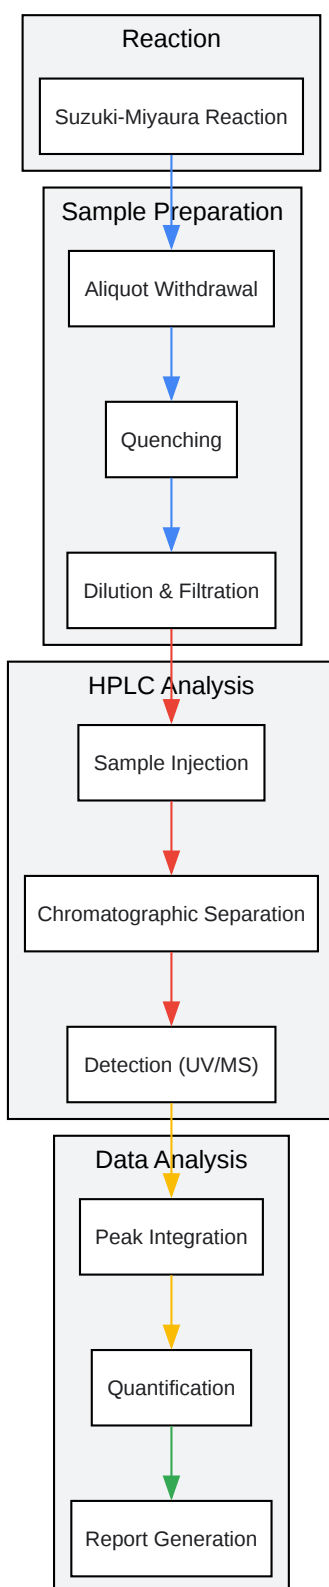 Reaction
Suzuki-Miyaura Reaction
Sample Preparation
Aliquot Withdrawal
Quenching
Dilution & Filtration
HPLC Analysis
Sample Injection
Chromatographic Separation
Detection (UV/MS)
Data Analysis
Peak Integration
Quantification
Report Generation